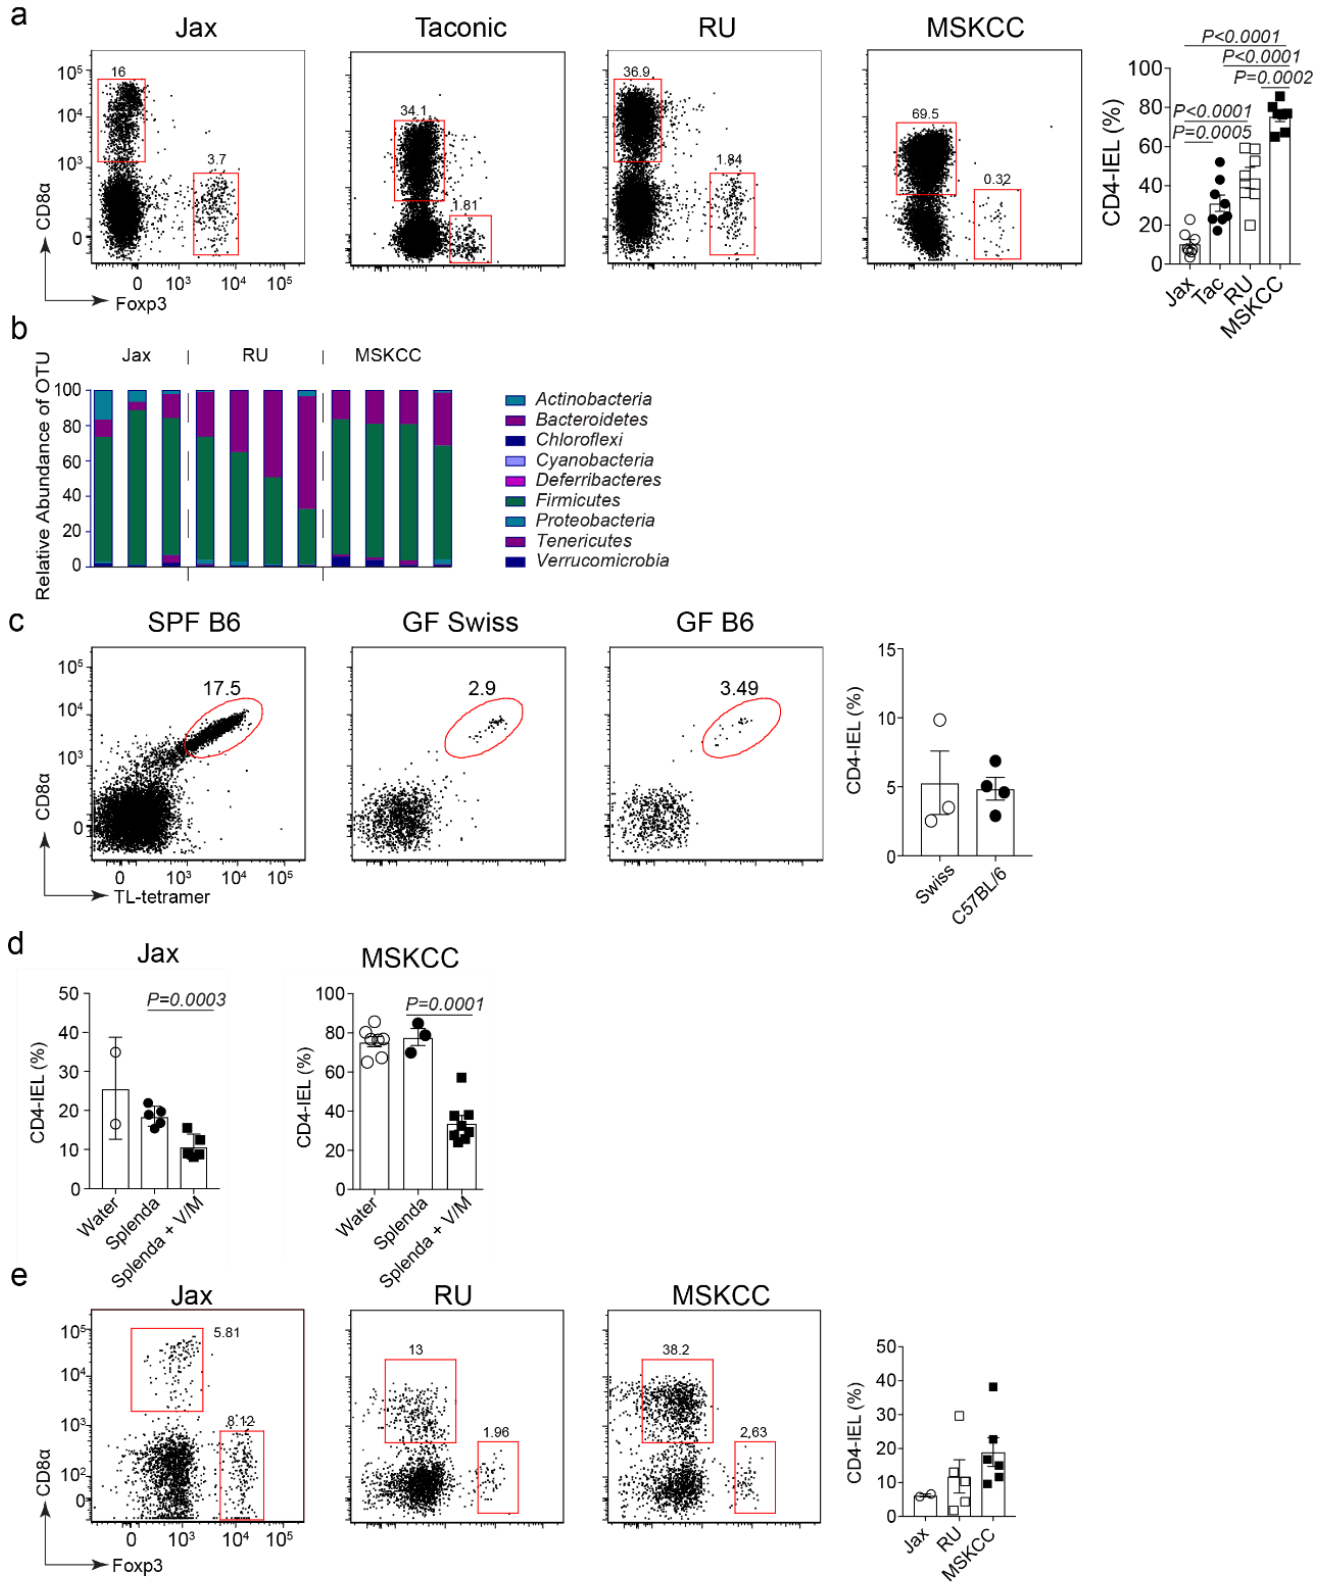 a
Jax
Taconic
RU
MSKCC
CD8α
Foxp3
10⁵
10⁴
10³
0
0 10³ 10⁴ 10⁵
16
3.7
34.1
1.81
36.9
1.84
69.5
0.32
P<0.0001
P<0.0001
P=0.0002
P<0.0001
P=0.0005
CD4-IEL (%)
100
80
60
40
20
0
Jax
Tac
RU
MSKCC
b
Jax | RU | MSKCC
Relative Abundance of OTU
100
80
60
40
20
0
Actinobacteria
Bacteroidetes
Chloroflexi
Cyanobacteria
Deferribacteres
Firmicutes
Proteobacteria
Tenericutes
Verrucomicrobia
c
SPF B6
GF Swiss
GF B6
CD8α
TL-tetramer
10⁵
10⁴
10³
0
0 10³ 10⁴ 10⁵
17.5
2.9
3.49
CD4-IEL (%)
15
10
5
0
Swiss
C57BL/6
d
Jax
CD4-IEL (%)
50
40
30
20
10
0
P=0.0003
Water
Splenda
Splenda + V/M
MSKCC
CD4-IEL (%)
100
80
60
40
20
0
P=0.0001
Water
Splenda
Splenda + V/M
e
Jax
RU
MSKCC
CD8α
Foxp3
10⁵
10⁴
10³
10²
0
0 10³ 10⁴ 10⁵
5.81
8.12
13
1.96
38.2
2,63
CD4-IEL (%)
50
40
30
20
10
0
Jax
RU
MSKCC